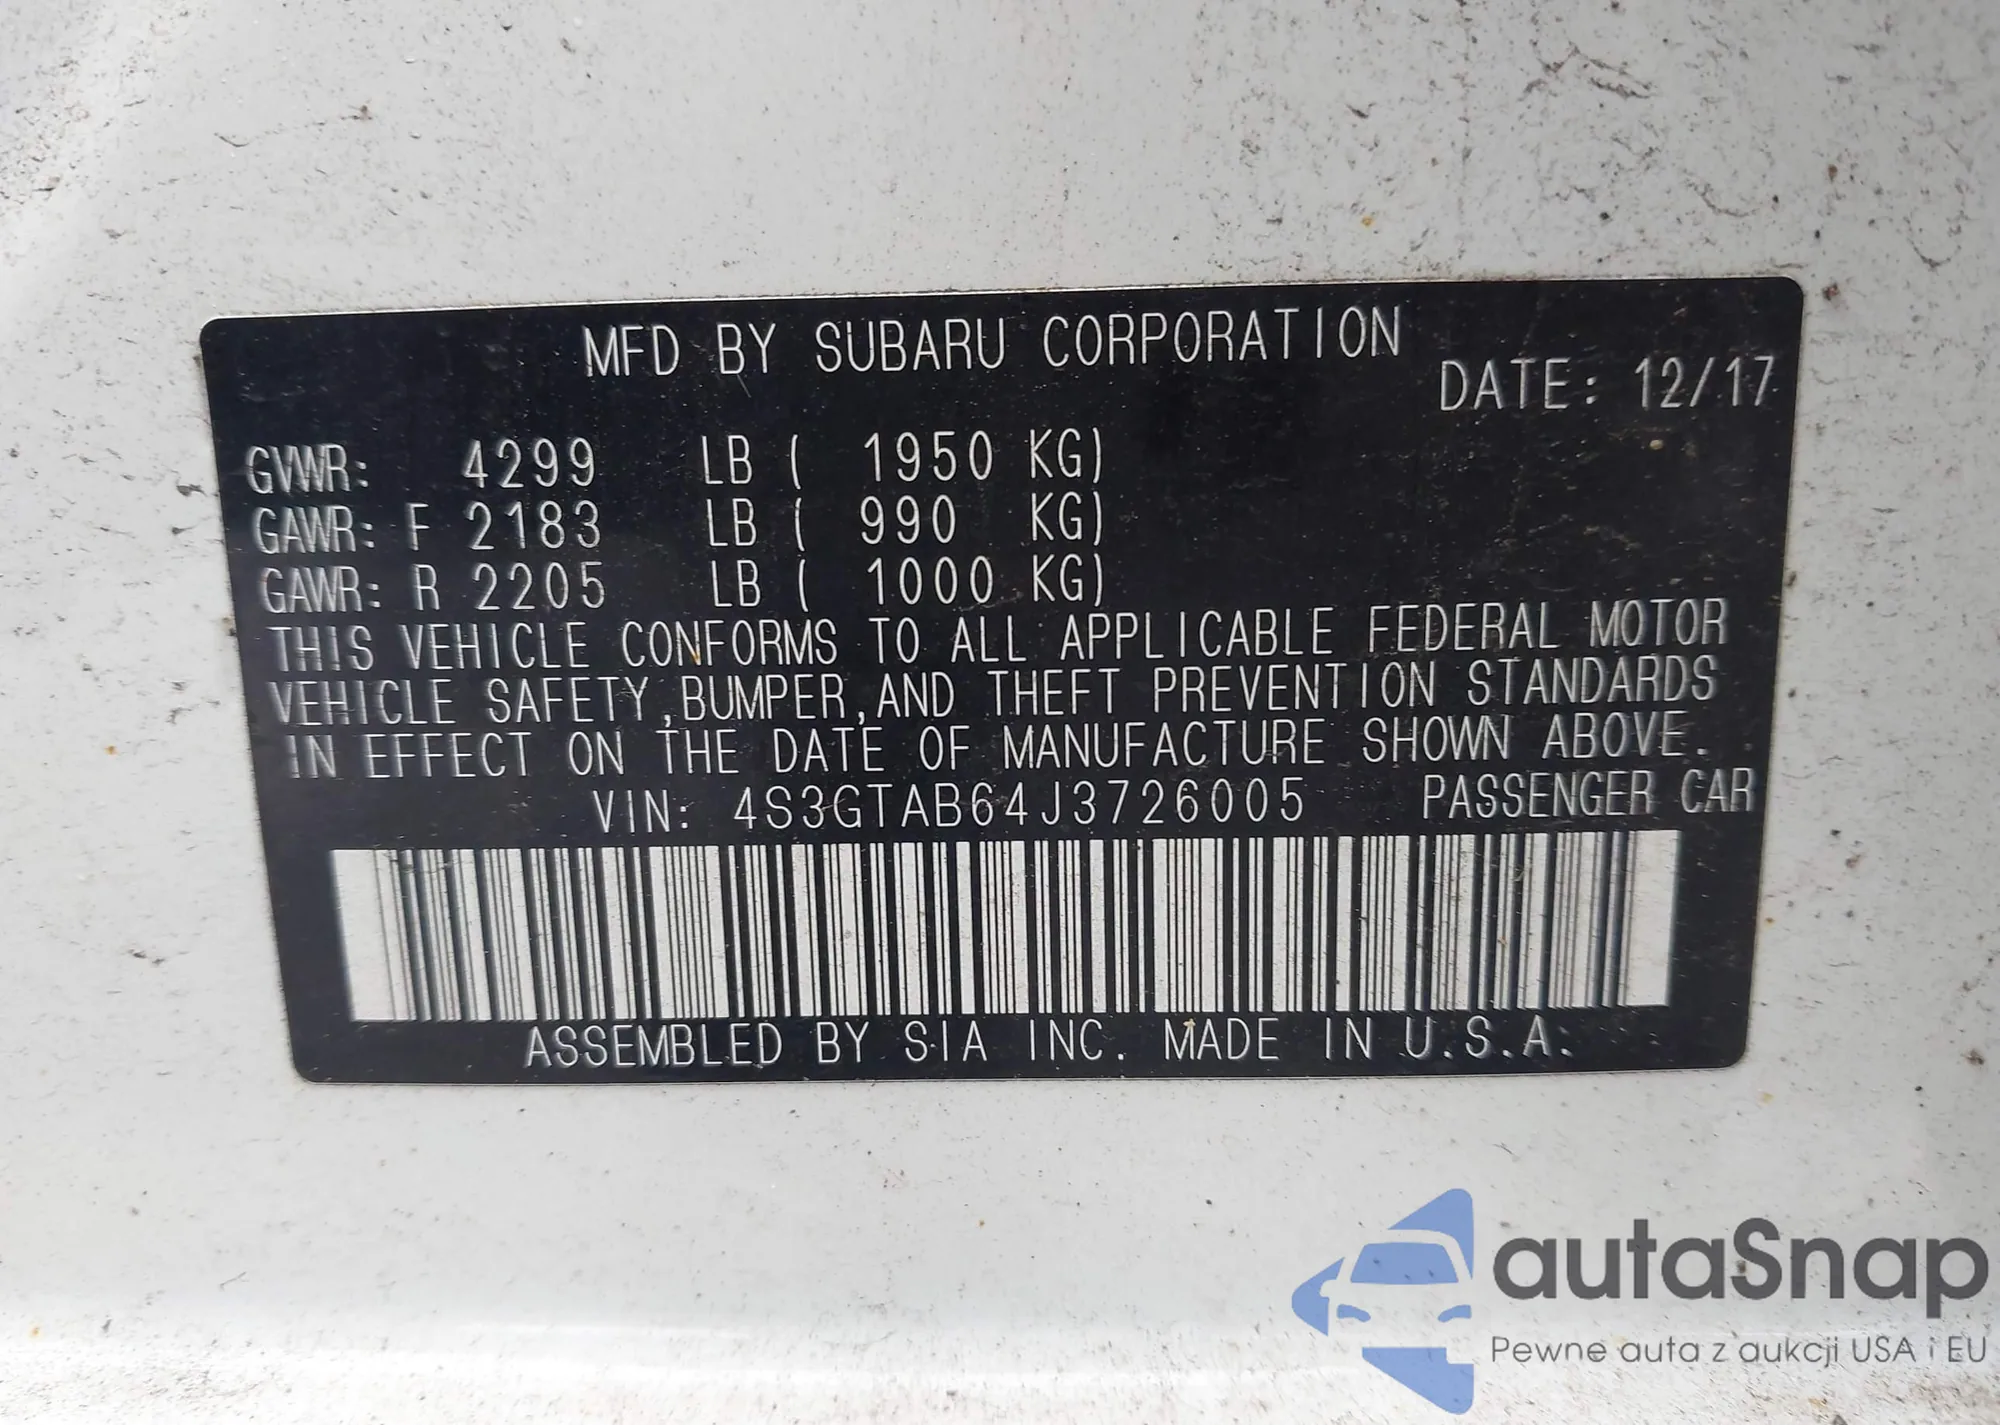 MFD BY SUBARU CORPORATION
DATE: 12/17
GVWR: 4299 LB ( 1950 KG)
GAWR: F 2183 LB ( 990 KG)
GAWR: R 2205 LB ( 1000 KG)
THIS VEHICLE CONFORMS TO ALL APPLICABLE FEDERAL MOTOR
VEHICLE SAFETY,BUMPER,AND THEFT PREVENTION STANDARDS
IN EFFECT ON THE DATE OF MANUFACTURE SHOWN ABOVE.
VIN: 4S3GTAB64J3726005 PASSENGER CAR
ASSEMBLED BY SIA INC. MADE IN U.S.A.
autaSnap
Pewne auta z aukcji USA i EU